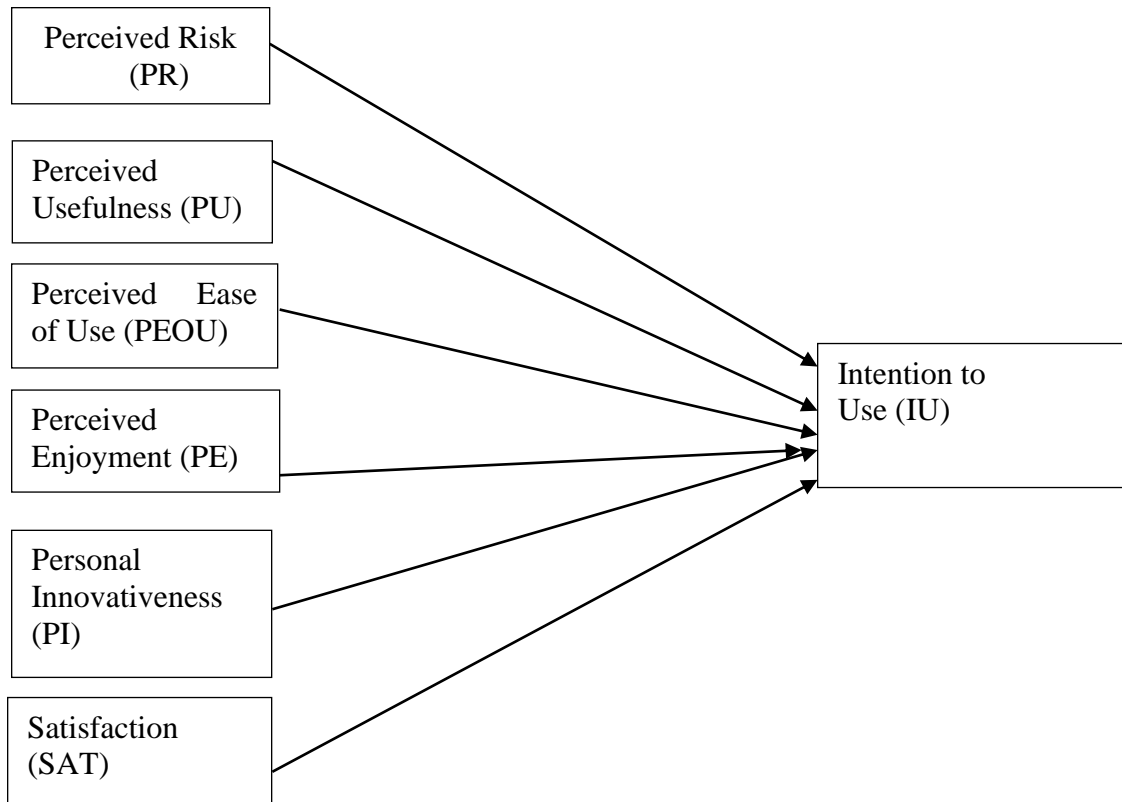 Perceived Risk
(PR)
Perceived
Usefulness (PU)
Perceived Ease
of Use (PEOU)
Perceived
Enjoyment (PE)
Personal
Innovativeness
(PI)
Satisfaction
(SAT)
Intention to
Use (IU)